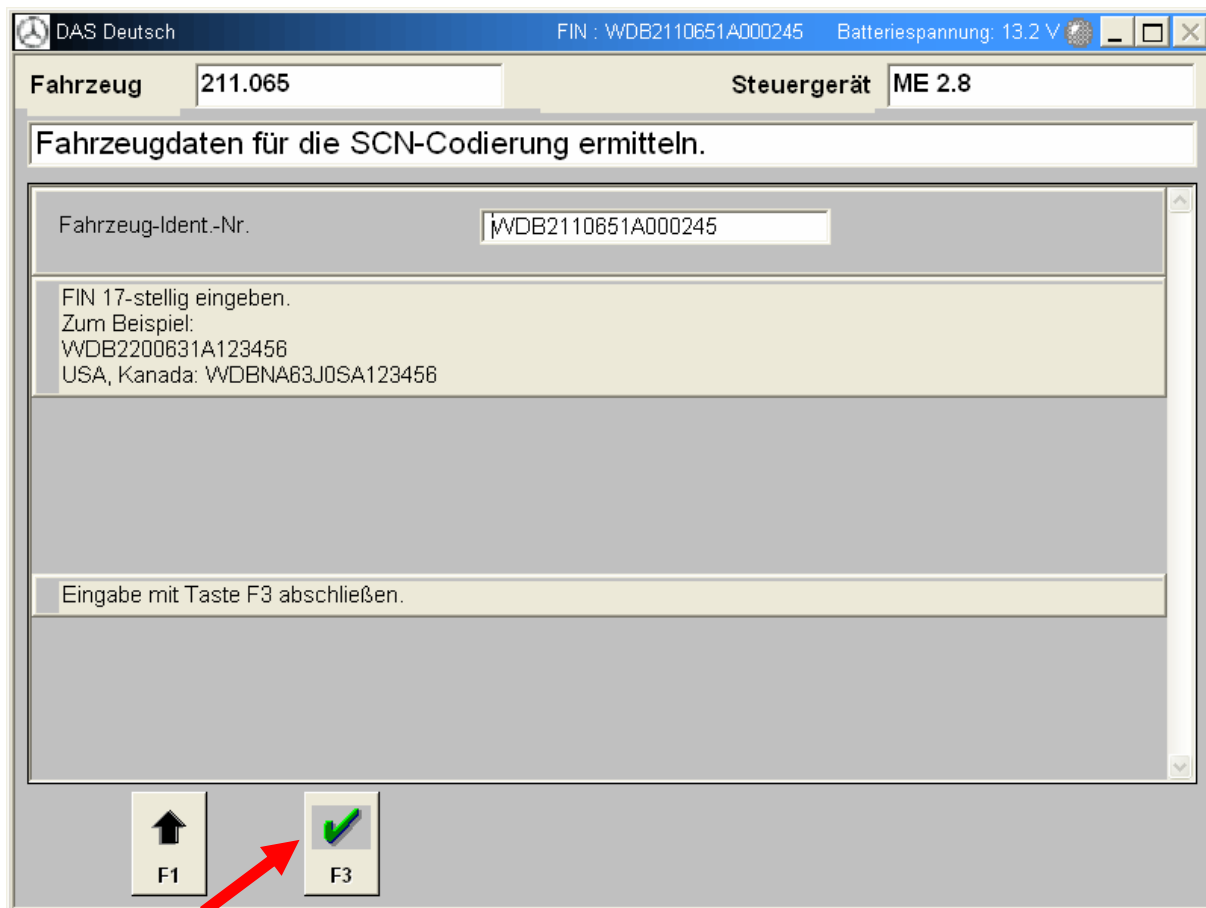 DAS Deutsch FIN : WDB2110651A000245 Batteriespannung: 13.2 V
Fahrzeug 211.065 Steuergerät ME 2.8
Fahrzeugdaten für die SCN-Codierung ermitteln.
Fahrzeug-Ident.-Nr. WDB2110651A000245
FIN 17-stellig eingeben.
Zum Beispiel:
WDB2200631A123456
USA, Kanada: WDBNA63J0SA123456
Eingabe mit Taste F3 abschließen.
F1 F3